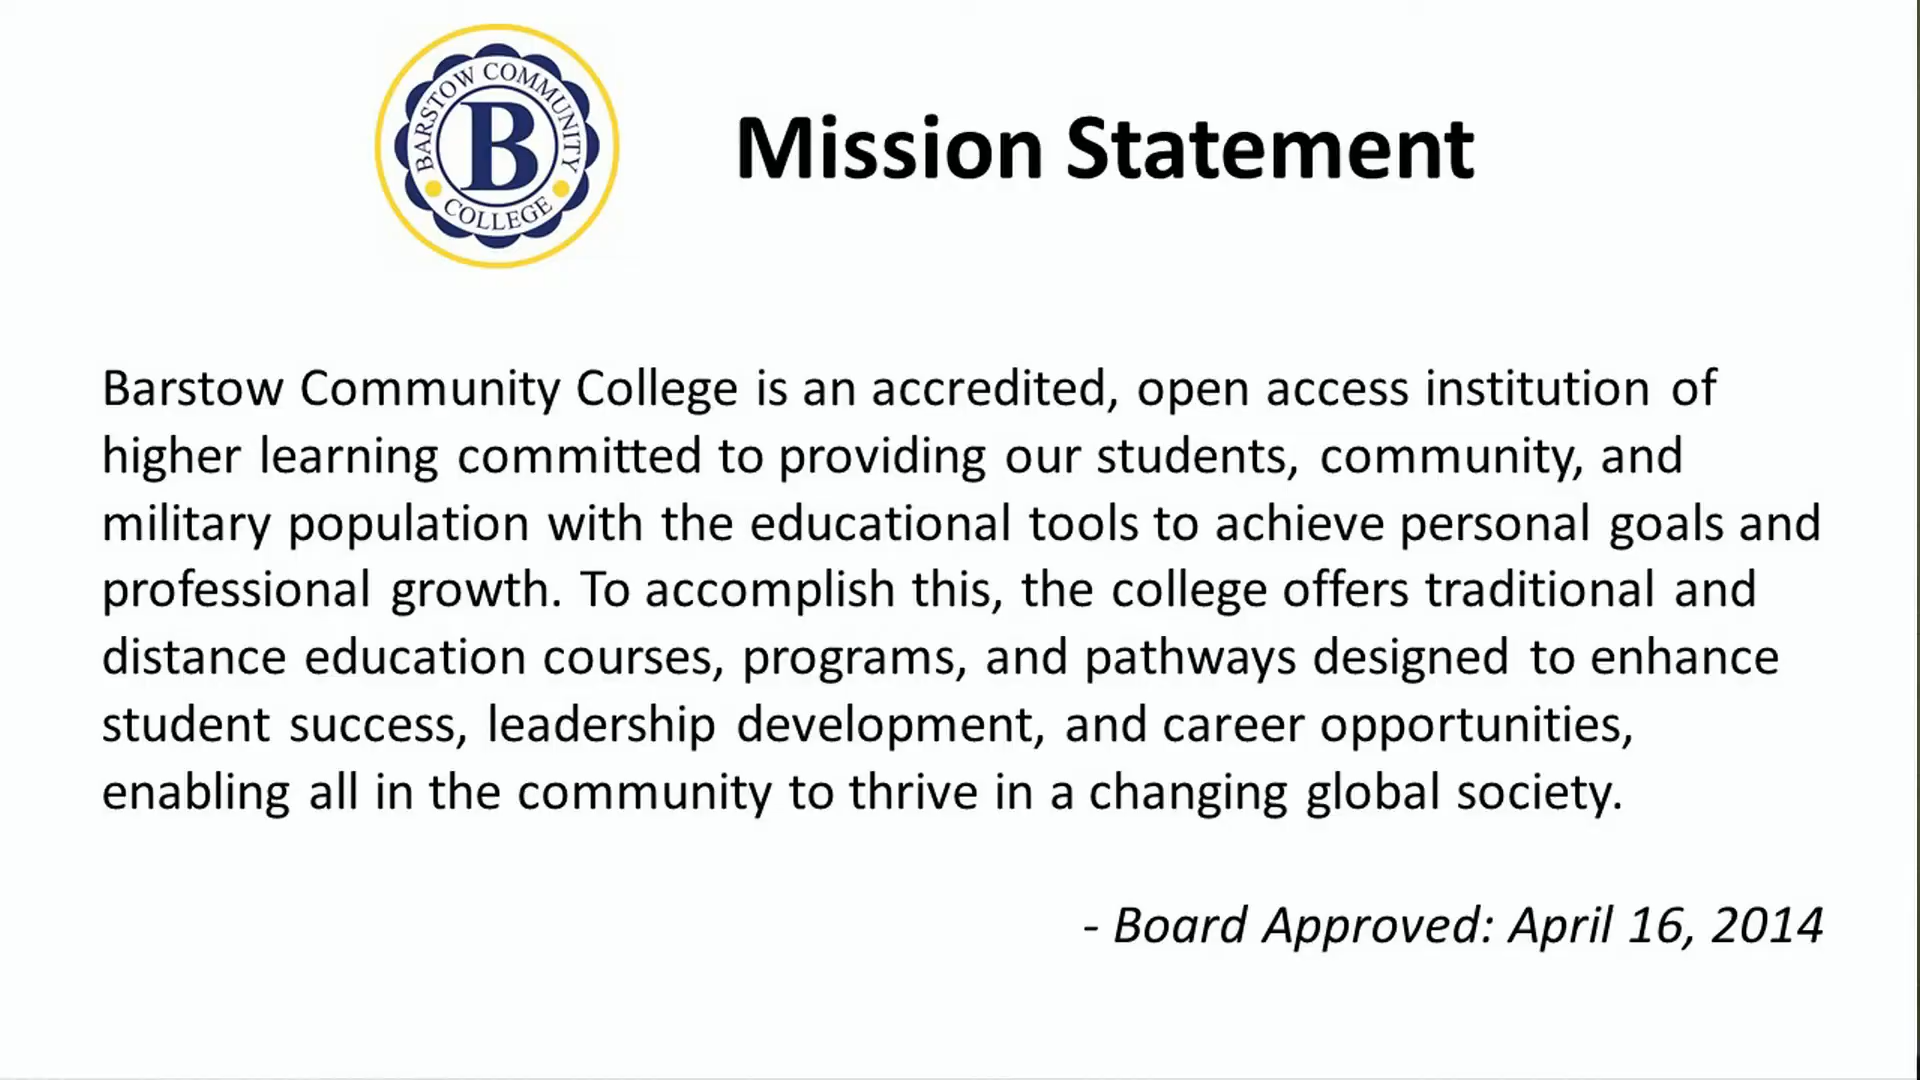 BARSTOW COMMUNITY
B
COLLEGE
Mission Statement
Barstow Community College is an accredited, open access institution of
higher learning committed to providing our students, community, and
military population with the educational tools to achieve personal goals and
professional growth. To accomplish this, the college offers traditional and
distance education courses, programs, and pathways designed to enhance
student success, leadership development, and career opportunities,
enabling all in the community to thrive in a changing global society.
- Board Approved: April 16, 2014